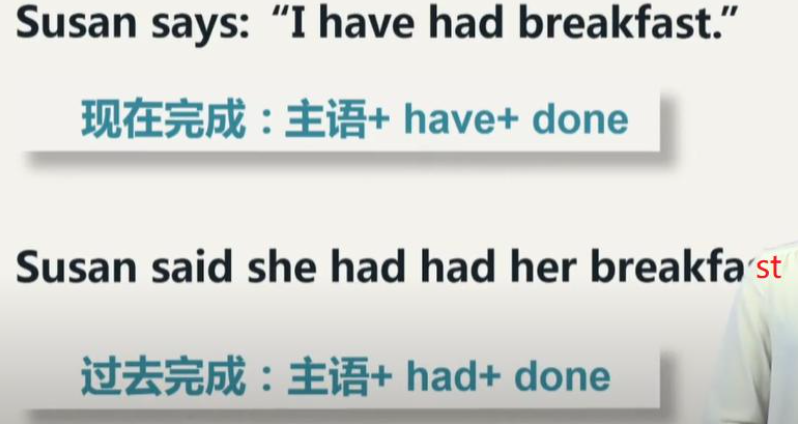 Susan says: “I have had breakfast.”
现在完成：主语+ have+ done
Susan said she had had her breakfast
过去完成：主语+ had+ done